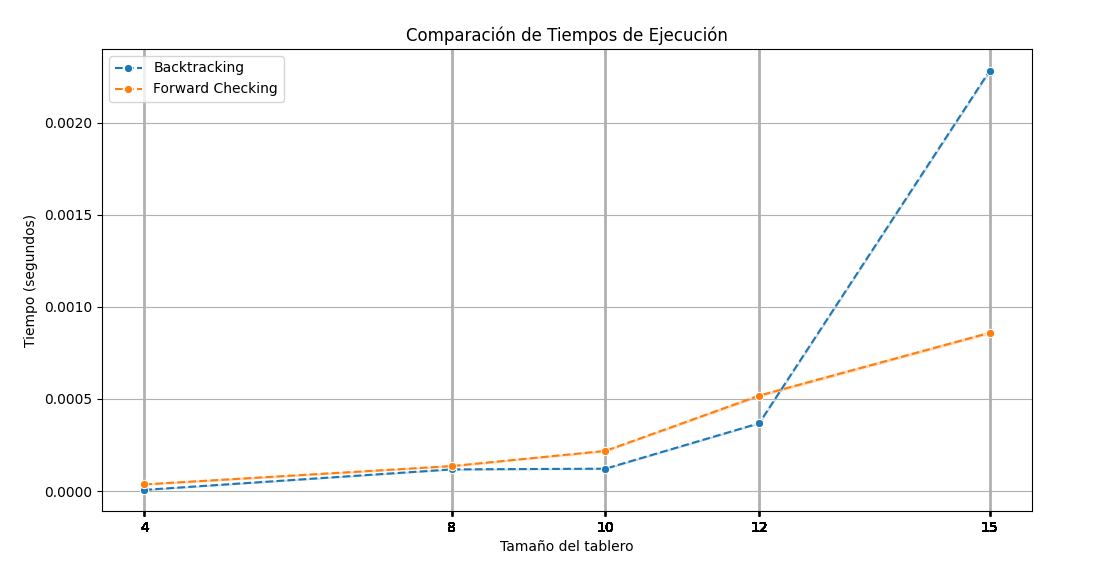 Comparación de Tiempos de Ejecución
Backtracking
Forward Checking
0.0020
0.0015
0.0010
0.0005
0.0000
Tiempo (segundos)
4 8 10 12 15
Tamaño del tablero